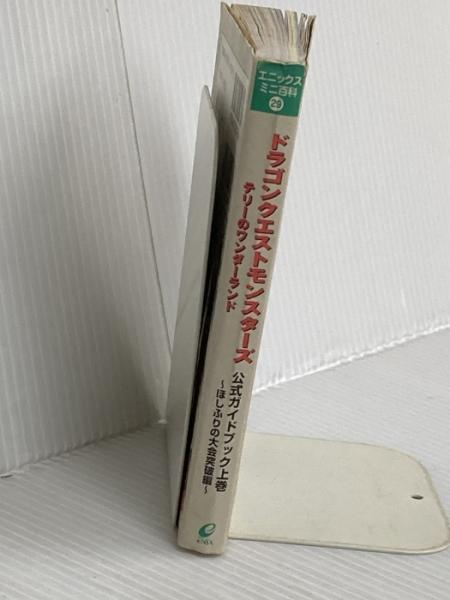 エニックス
ミニ百科
29
ドラゴンクエストモンスターズ
テリーのワンダーランド
公式ガイドブック上巻
~ほしふりの大会突破編~
e
ENIX